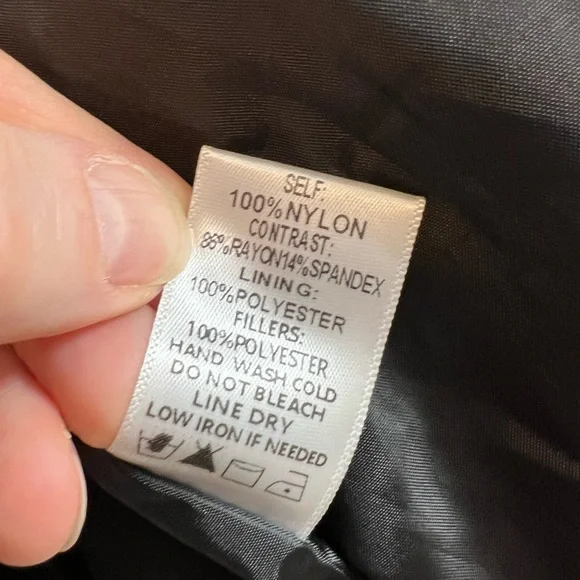 SELF:
100%NYLON
CONTRAST:
86%RAYON14%SPANDEX
LINING:
100%POLYESTER
FILLERS:
100%POLYESTER
HAND WASH COLD
DO NOT BLEACH
LINE DRY
LOW IRON IF NEEDED